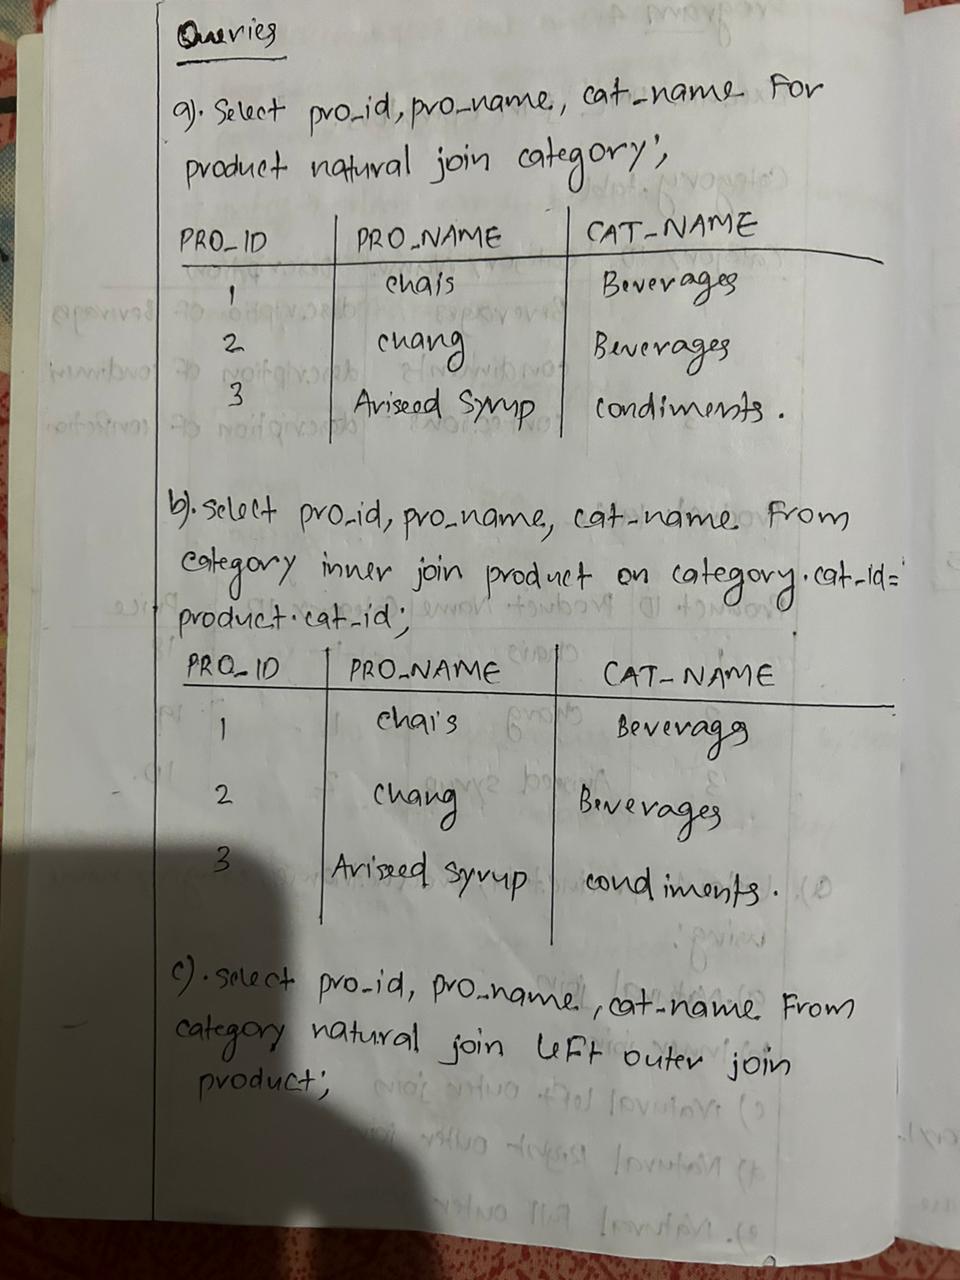 Queries
a). Select pro_id, pro_name, cat_name For
product natural join category;
PRO_ID PRO_NAME CAT_NAME
1 chais Beverages
2 chang Beverages
3 Ariseed Syrup condiments.
b). Select pro_id, pro_name, cat_name From
category inner join product on category.cat_id=
product.cat_id;
PRO_ID PRO_NAME CAT_NAME
1 chais Beverags
2 chang Beverages
3 Ariseed syrup condiments.
c). select pro_id, pro_name, cat_name From
category natural join left outer join
product;